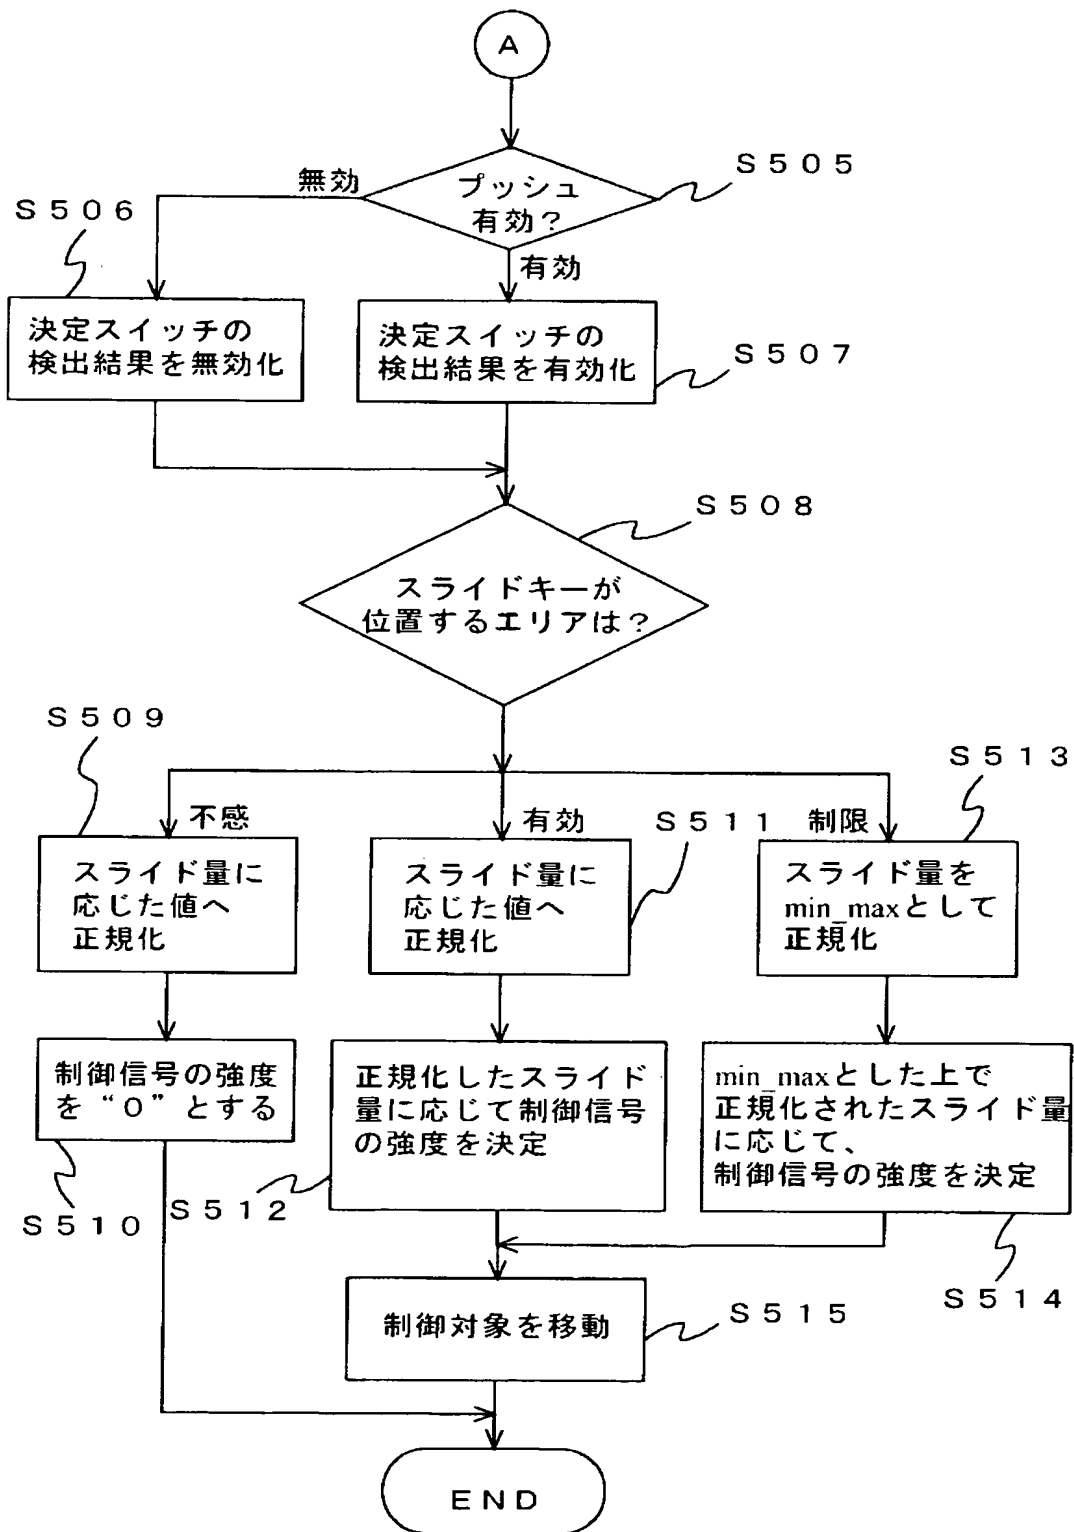 A
S505
無効
プッシュ
有効?
S506
有効
決定スイッチの
検出結果を無効化
決定スイッチの
検出結果を有効化
S507
S508
スライドキーが
位置するエリアは?
S509
S513
不感
有効
S511
制限
スライド量に
応じた値へ
正規化
スライド量に
応じた値へ
正規化
スライド量を
min_maxとして
正規化
制御信号の強度
を“0”とする
正規化したスライド
量に応じて制御信号
の強度を決定
min_maxとした上で
正規化されたスライド量
に応じて、
制御信号の強度を決定
S510
S512
S514
制御対象を移動
S515
END